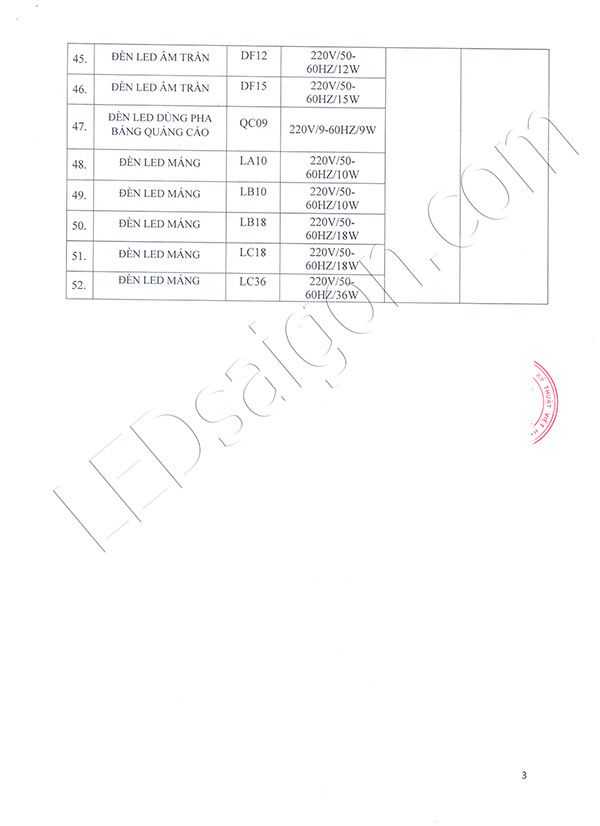 45. ĐÈN LED ÂM TRẦN DF12 220V/50-
60HZ/12W
46. ĐÈN LED ÂM TRẦN DF15 220V/50-
60HZ/15W
47. ĐÈN LED DÙNG PHA
BẢNG QUẢNG CÁO QC09 220V/9-60HZ/9W
48. ĐÈN LED MÁNG LA10 220V/50-
60HZ/10W
49. ĐÈN LED MÁNG LB10 220V/50-
60HZ/10W
50. ĐÈN LED MÁNG LB18 220V/50-
60HZ/18W
51. ĐÈN LED MÁNG LC18 220V/50-
60HZ/18W
52. ĐÈN LED MÁNG LC36 220V/50-
60HZ/36W
LEDsaigon.com
KỸ THUẬT VIỆT
3